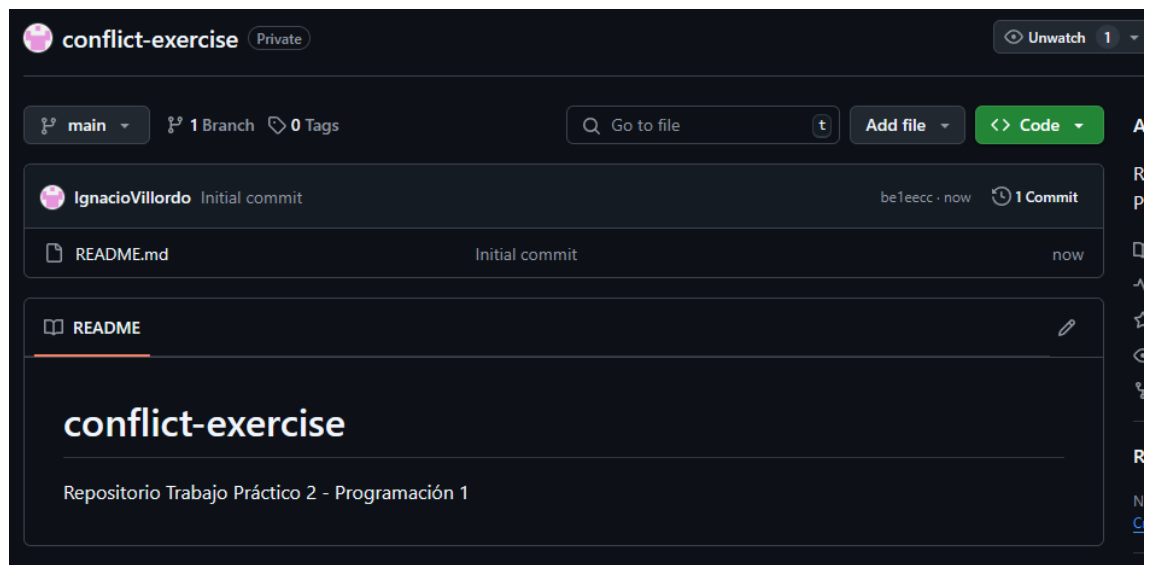 conflict-exercise Private Unwatch 1
main 1 Branch 0 Tags Go to file t Add file Code
IgnacioVillordo Initial commit be1eecc · now 1 Commit
README.md Initial commit now
README
conflict-exercise
Repositorio Trabajo Práctico 2 - Programación 1